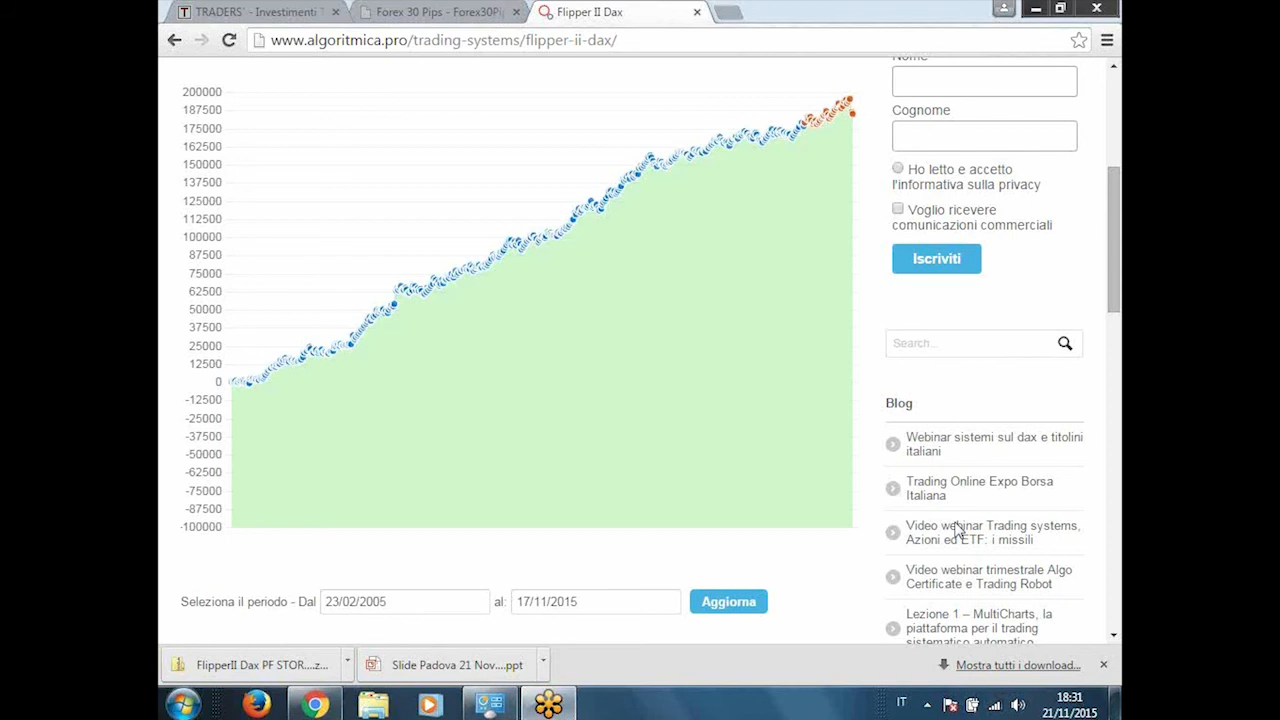 TRADERS' - Investimenti T
Forex 30 Pips - Forex30Pi
Flipper II Dax
www.algoritmica.pro/trading-systems/flipper-ii-dax/
Nome
Cognome
Ho letto e accetto
l'informativa sulla privacy
Voglio ricevere
comunicazioni commerciali
Iscriviti
200000
187500
175000
162500
150000
137500
125000
112500
100000
87500
75000
62500
50000
37500
25000
12500
0
-12500
-25000
-37500
-50000
-62500
-75000
-87500
-100000
Search...
Blog
Webinar sistemi sul dax e titolini
italiani
Trading Online Expo Borsa
Italiana
Video webinar Trading systems,
Azioni ed ETF: i missili
Video webinar trimestrale Algo
Certificate e Trading Robot
Lezione 1 – MultiCharts, la
piattaforma per il trading
sistematico automatico
Seleziona il periodo - Dal 23/02/2005 al: 17/11/2015 Aggiorna
FlipperII Dax PF STOR....z...
Slide Padova 21 Nov....ppt
Mostra tutti i download...
IT
18:31
21/11/2015